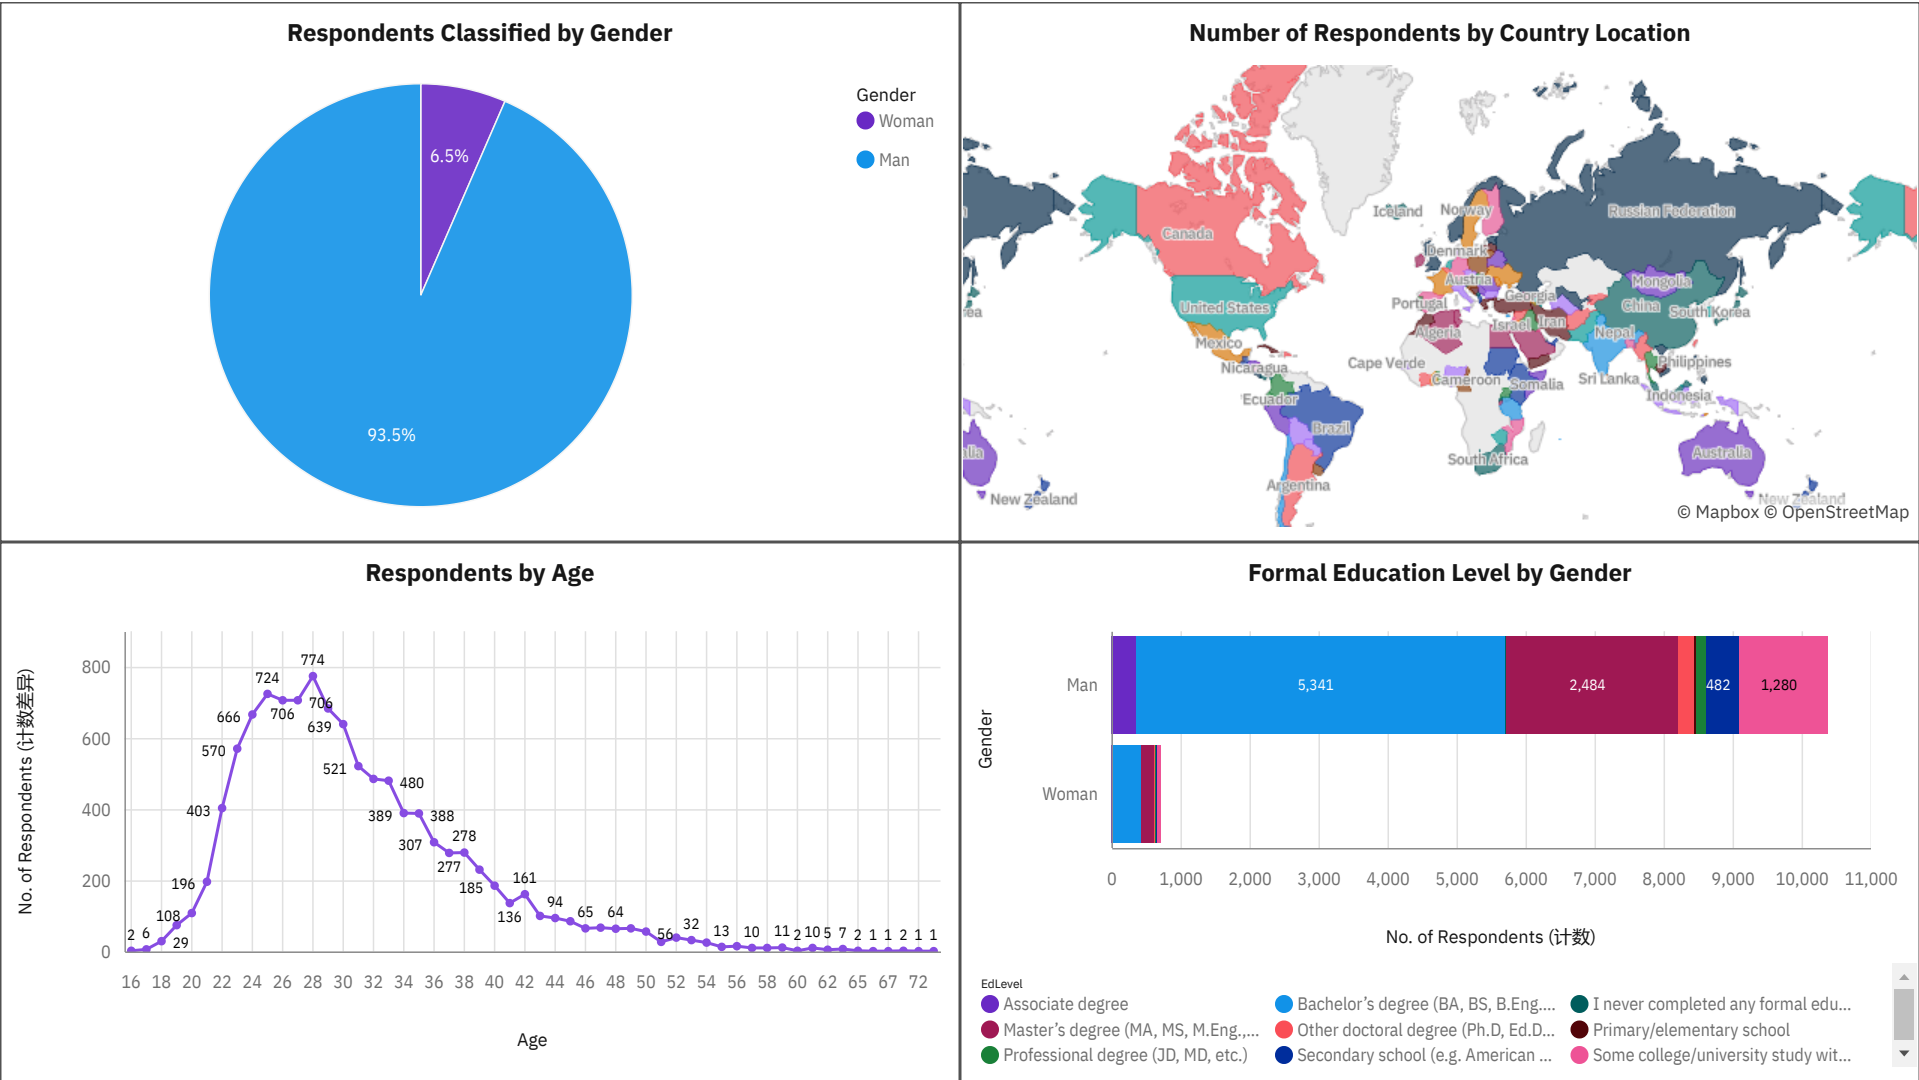 Respondents Classified by Gender
6.5%
93.5%
Gender
Woman
Man
Number of Respondents by Country Location
Iceland
Norway
Russian Federation
Canada
Denmark
Austria
Mongolia
Portugal
Georgia
China
South Korea
ea
United States
Algeria
Israel
Iran
Nepal
Mexico
Cape Verde
Philippines
Nicaragua
Cameroon
Somalia
Sri Lanka
Ecuador
Indonesia
Brazil
alia
South Africa
Australia
Argentina
New Zealand
New Zealand
© Mapbox © OpenStreetMap
Respondents by Age
No. of Respondents (计数差异)
800
600
400
200
0
2
6
29
108
196
403
570
666
724
706
774
706
639
521
480
389
388
307
277
278
185
136
161
94
65
64
56
32
13
10
11
2
10
5
7
2
1
1
2
1
1
16 18 20 22 24 26 28 30 32 34 36 38 40 42 44 46 48 50 52 54 56 58 60 62 65 67 72
Age
Formal Education Level by Gender
Gender
Man
5,341
2,484
482
1,280
Woman
0 1,000 2,000 3,000 4,000 5,000 6,000 7,000 8,000 9,000 10,000 11,000
No. of Respondents (计数)
EdLevel
Associate degree
Bachelor’s degree (BA, BS, B.Eng....
I never completed any formal edu...
Master’s degree (MA, MS, M.Eng.,...
Other doctoral degree (Ph.D, Ed.D...
Primary/elementary school
Professional degree (JD, MD, etc.)
Secondary school (e.g. American ...
Some college/university study wit...